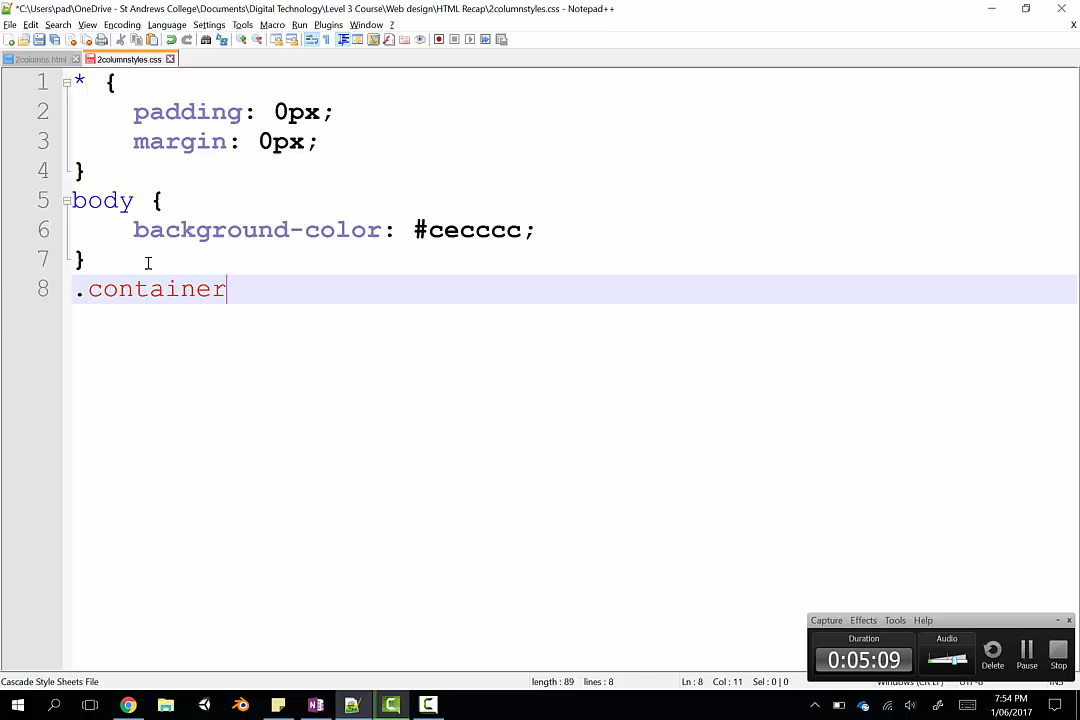 *C:\Users\pad\OneDrive - St Andrews College\Documents\Digital Technology\Level 3 Course\Web design\HTML Recap\2columnstyles.css - Notepad++
File Edit Search View Encoding Language Settings Tools Macro Run Plugins Window ?
X
2columns.html 2columnstyles.css
1 * {
2 padding: 0px;
3 margin: 0px;
4 }
5 body {
6 background-color: #cecccc;
7 }
8 .container
Capture Effects Tools Help
Duration Audio
0:05:09
Delete Pause Stop
Cascade Style Sheets File length : 89 lines : 8 Ln : 8 Col : 11 Sel : 0 | 0
7:54 PM
1/06/2017